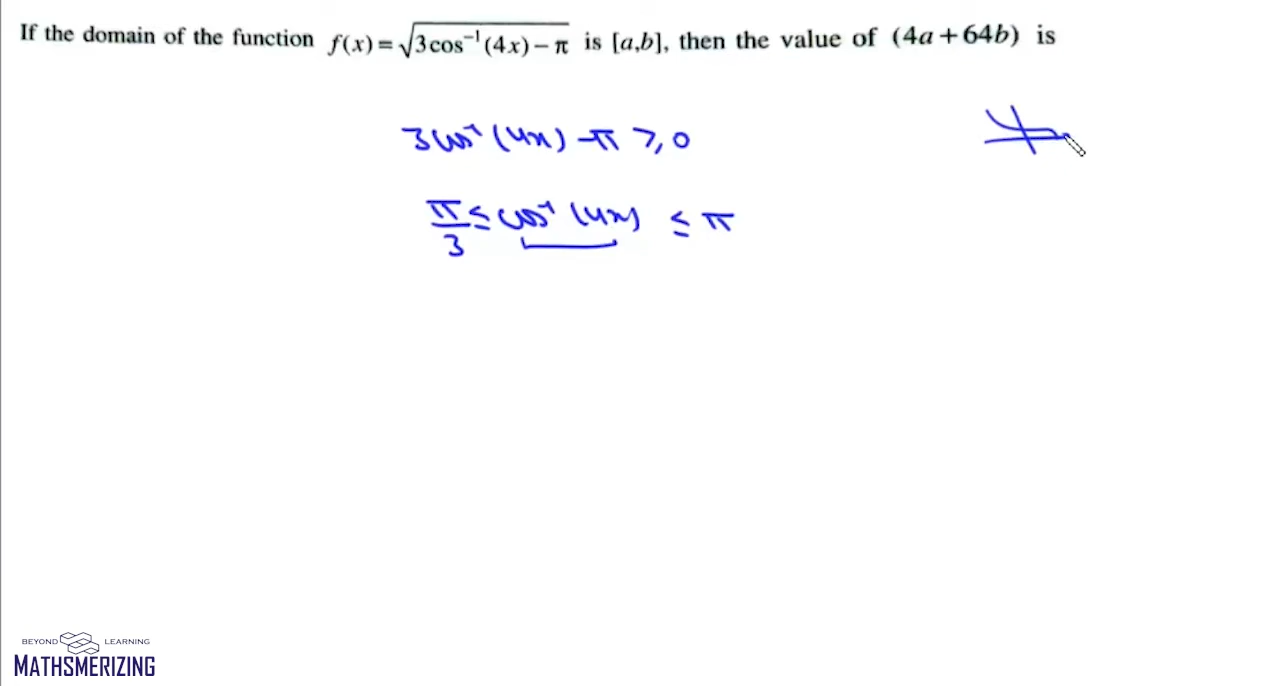 If the domain of the function f(x) = √(3cos⁻¹(4x) − π) is [a,b], then the value of (4a + 64b) is
3cos⁻¹(4x) − π ≥ 0
π/3 ≤ cos⁻¹(4x) ≤ π
BEYOND LEARNING
MATHSMERIZING